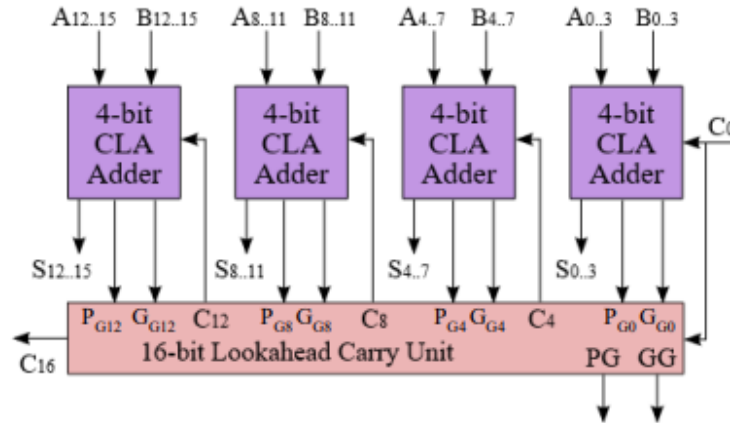 A12..15 B12..15 A8..11 B8..11 A4..7 B4..7 A0..3 B0..3
4-bit 4-bit 4-bit 4-bit
CLA CLA CLA CLA C0
Adder Adder Adder Adder
S12..15 S8..11 S4..7 S0..3
PG12 GG12 C12 PG8 GG8 C8 PG4 GG4 C4 PG0 GG0
C16 16-bit Lookahead Carry Unit PG GG